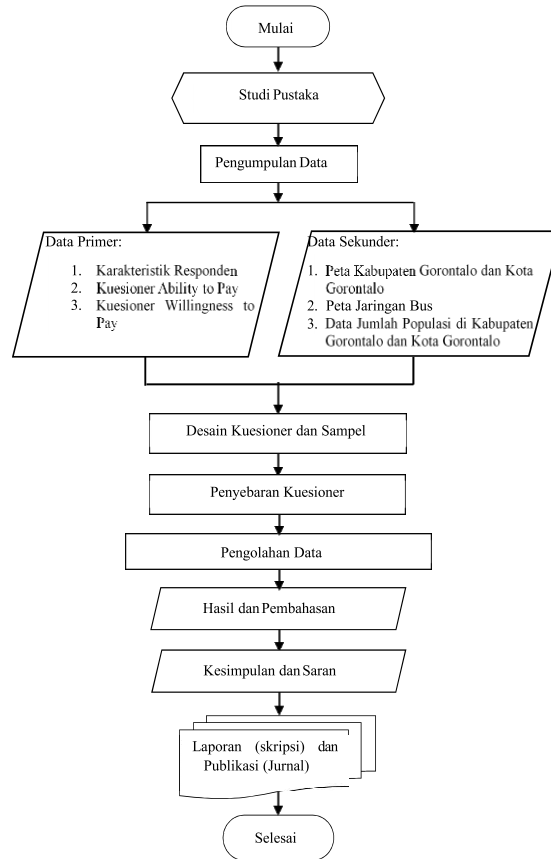 Mulai
Studi Pustaka
Pengumpulan Data
Data Primer:
1. Karakteristik Responden
2. Kuesioner Ability to Pay
3. Kuesioner Willingness to
Pay
Data Sekunder:
1. Peta Kabupaten Gorontalo dan Kota
Gorontalo
2. Peta Jaringan Bus
3. Data Jumlah Populasi di Kabupaten
Gorontalo dan Kota Gorontalo
Desain Kuesioner dan Sampel
Penyebaran Kuesioner
Pengolahan Data
Hasil dan Pembahasan
Kesimpulan dan Saran
Laporan (skripsi) dan
Publikasi (Jurnal)
Selesai